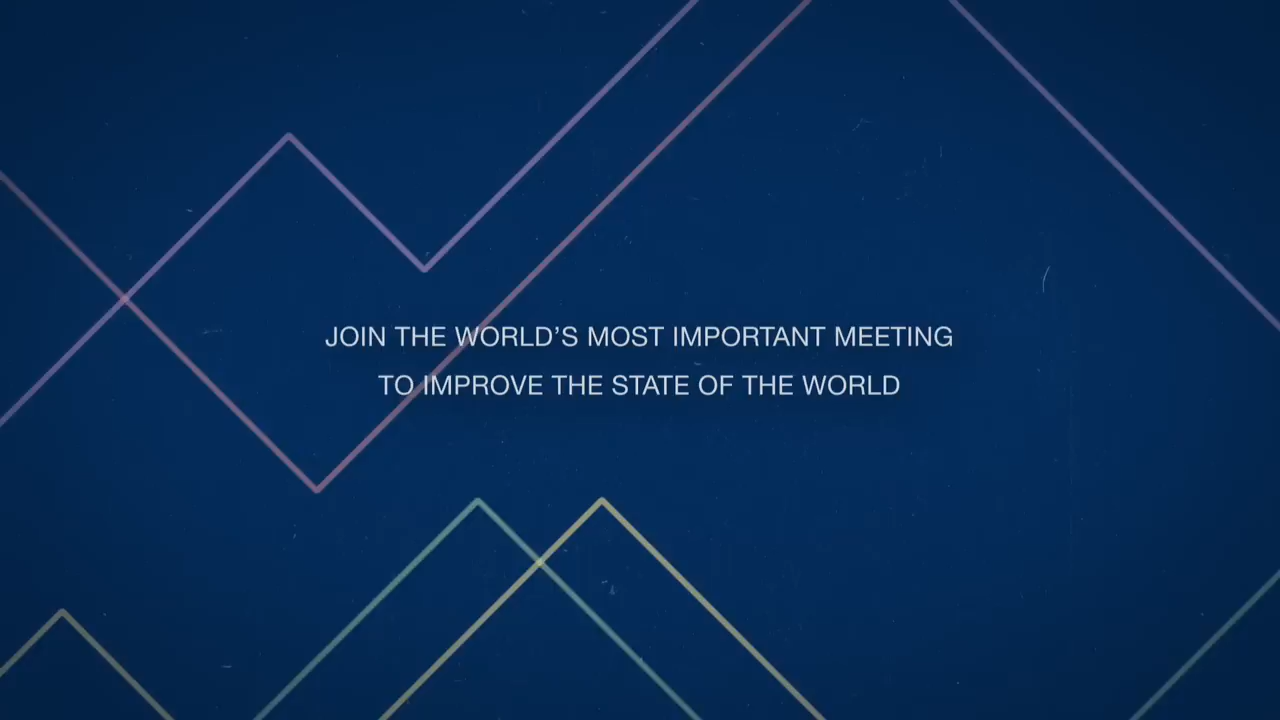 JOIN THE WORLD’S MOST IMPORTANT MEETING
TO IMPROVE THE STATE OF THE WORLD